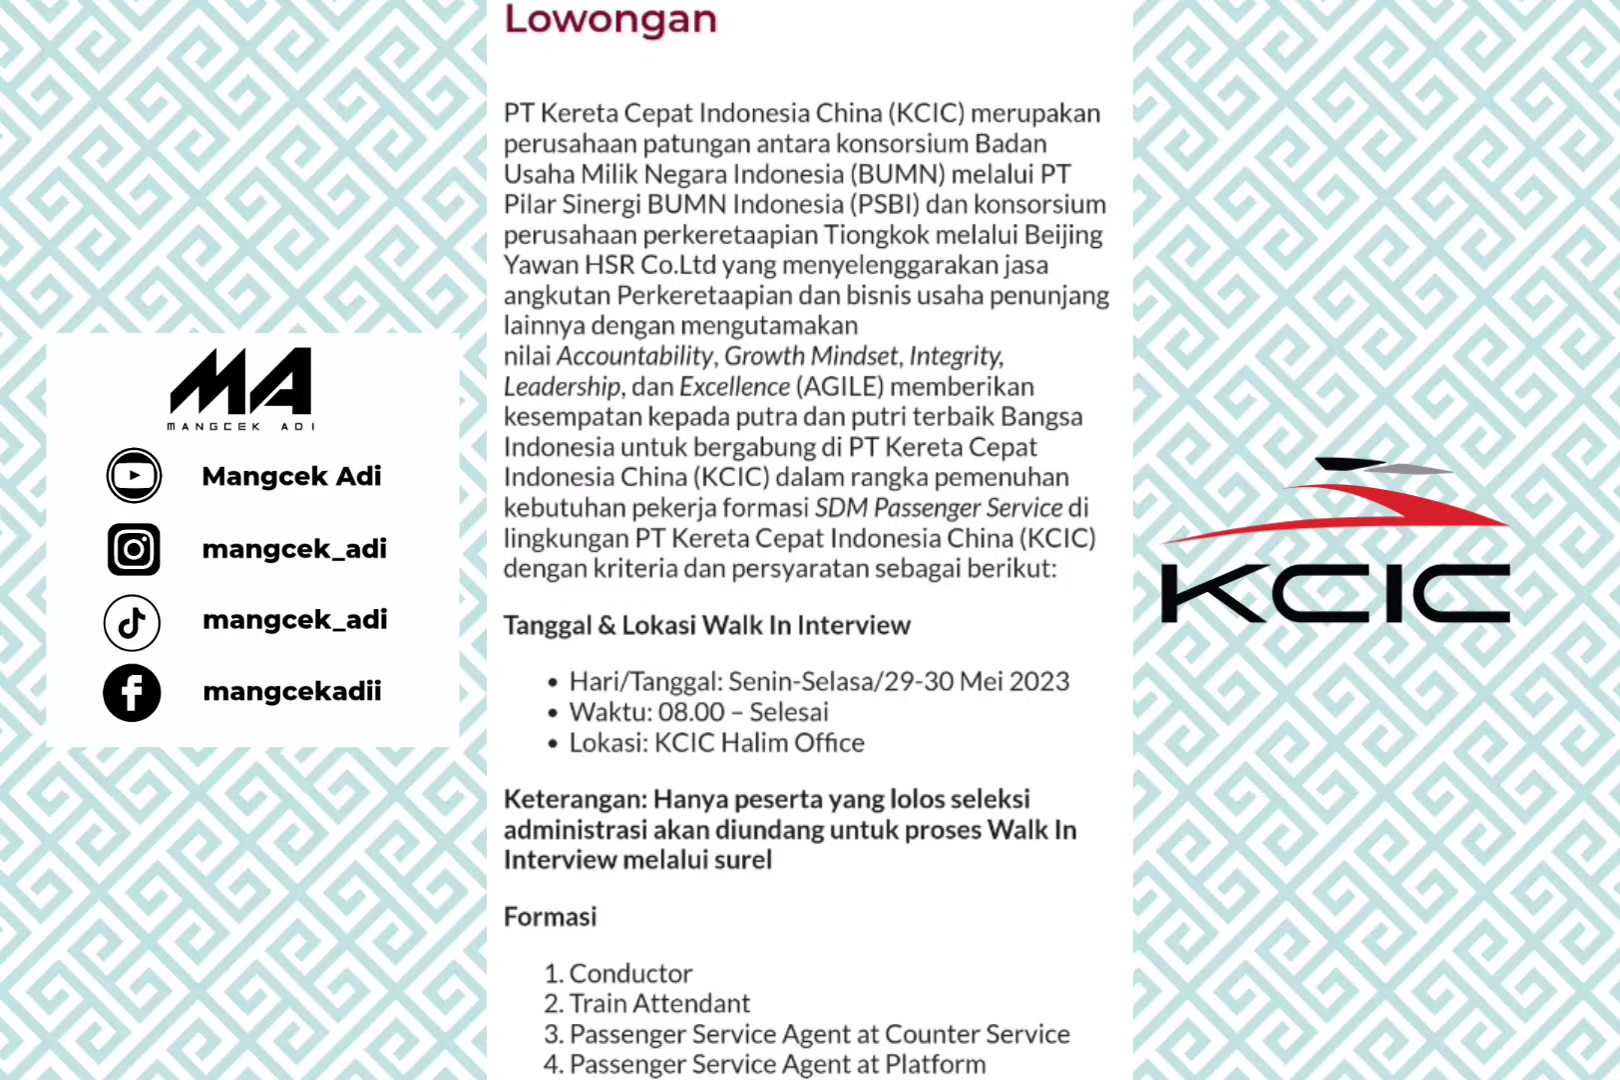 Lowongan
PT Kereta Cepat Indonesia China (KCIC) merupakan
perusahaan patungan antara konsorsium Badan
Usaha Milik Negara Indonesia (BUMN) melalui PT
Pilar Sinergi BUMN Indonesia (PSBI) dan konsorsium
perusahaan perkeretaapian Tiongkok melalui Beijing
Yawan HSR Co.Ltd yang menyelenggarakan jasa
angkutan Perkeretaapian dan bisnis usaha penunjang
lainnya dengan mengutamakan
nilai Accountability, Growth Mindset, Integrity,
Leadership, dan Excellence (AGILE) memberikan
kesempatan kepada putra dan putri terbaik Bangsa
Indonesia untuk bergabung di PT Kereta Cepat
Indonesia China (KCIC) dalam rangka pemenuhan
kebutuhan pekerja formasi SDM Passenger Service di
lingkungan PT Kereta Cepat Indonesia China (KCIC)
dengan kriteria dan persyaratan sebagai berikut:
Tanggal & Lokasi Walk In Interview
• Hari/Tanggal: Senin-Selasa/29-30 Mei 2023
• Waktu: 08.00 – Selesai
• Lokasi: KCIC Halim Office
Keterangan: Hanya peserta yang lolos seleksi
administrasi akan diundang untuk proses Walk In
Interview melalui surel
Formasi
1. Conductor
2. Train Attendant
3. Passenger Service Agent at Counter Service
4. Passenger Service Agent at Platform
MA
MANGCEK ADI
Mangcek Adi
mangcek_adi
mangcek_adi
mangcekadii
KCIC